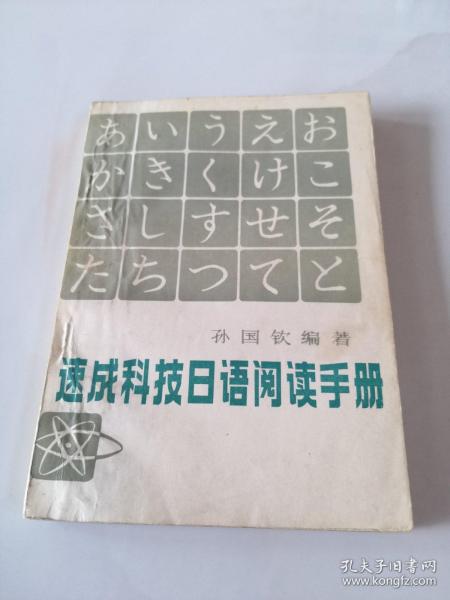 あいうえお
かきくけこ
さしすせそ
たちつてと
孙国钦编著
速成科技日语阅读手册
孔夫子旧书网
www.kongfz.com